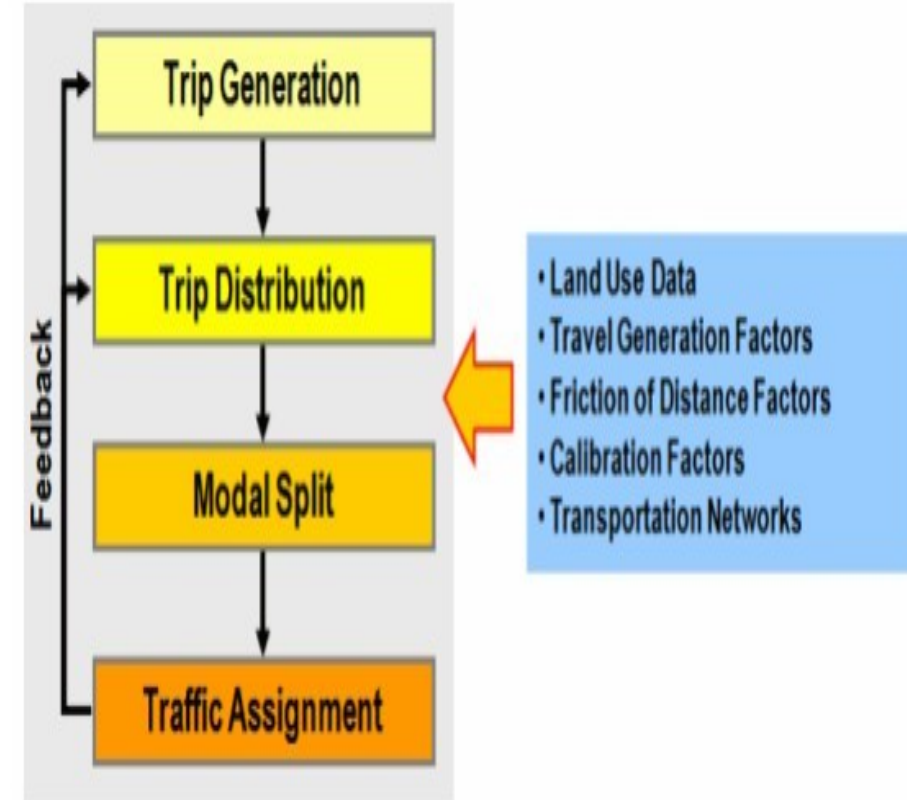 Trip Generation
Trip Distribution
Modal Split
Traffic Assignment
Feedback
• Land Use Data
• Travel Generation Factors
• Friction of Distance Factors
• Calibration Factors
• Transportation Networks